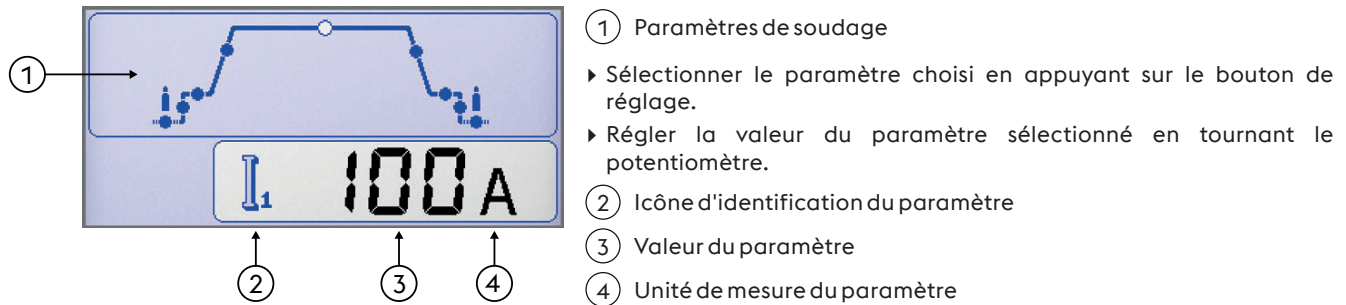 1
I1 100 A
2 3 4
1 Paramètres de soudage
▸ Sélectionner le paramètre choisi en appuyant sur le bouton de
réglage.
▸ Régler la valeur du paramètre sélectionné en tournant le
potentiomètre.
2 Icône d'identification du paramètre
3 Valeur du paramètre
4 Unité de mesure du paramètre